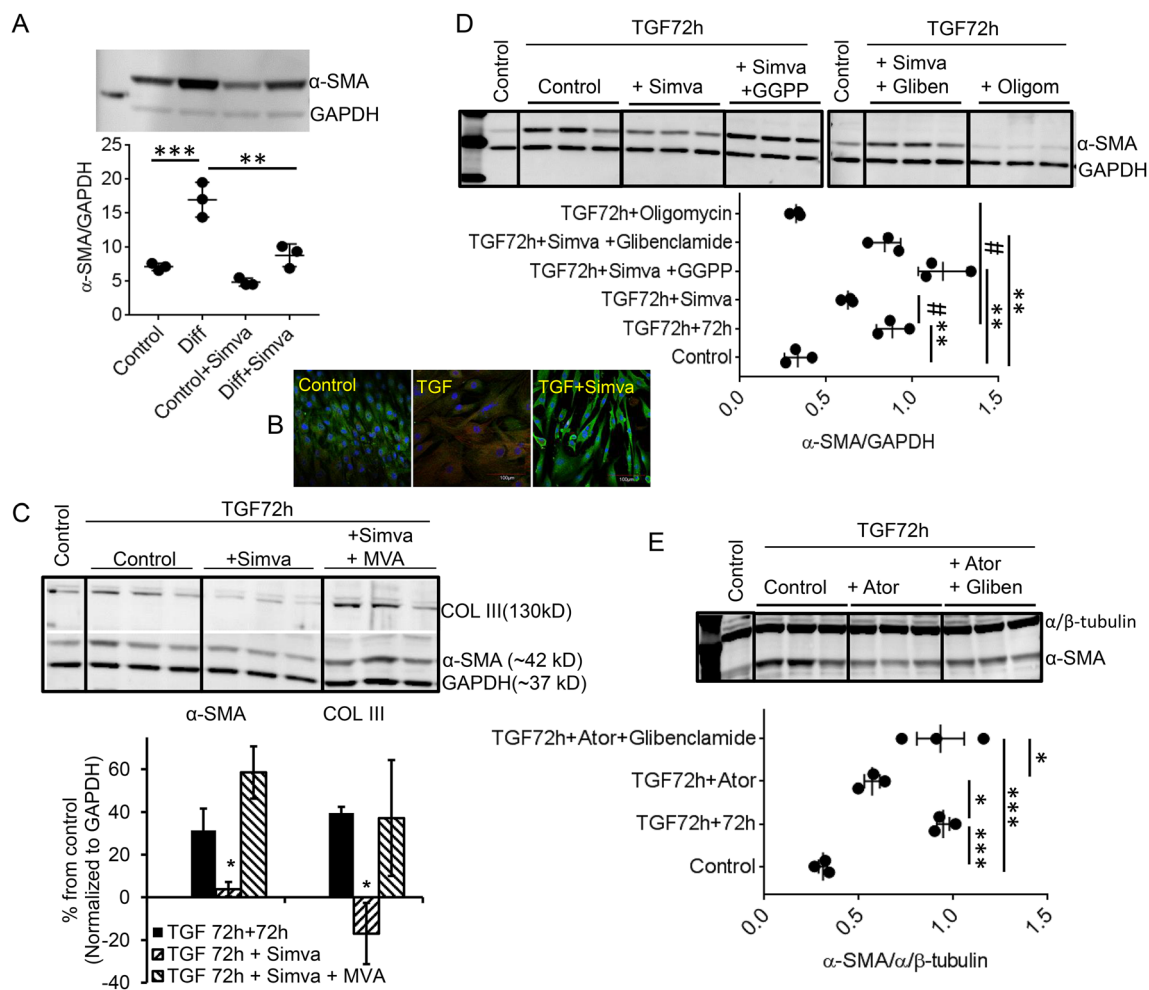 A
α-SMA
GAPDH
α-SMA/GAPDH
25
20
15
10
5
0
***
**
Control
Diff
Control+Simva
Diff+Simva
B
Control
TGF
TGF+Simva
100μm
100μm
C
TGF72h
Control
Control
+Simva
+Simva
+ MVA
COL III(130kD)
α-SMA (~42 kD)
GAPDH(~37 kD)
α-SMA
COL III
% from control
(Normalized to GAPDH)
60
40
20
0
-20
-40
*
*
TGF 72h+72h
TGF 72h + Simva
TGF 72h + Simva + MVA
D
TGF72h
TGF72h
Control
Control
+ Simva
+ Simva
+GGPP
Control
+ Simva
+ Gliben
+ Oligom
α-SMA
GAPDH
TGF72h+Oligomycin
TGF72h+Simva +Glibenclamide
TGF72h+Simva +GGPP
TGF72h+Simva
TGF72h+72h
Control
#
**
#
**
**
0.0
0.5
1.0
1.5
α-SMA/GAPDH
E
TGF72h
Control
Control
+ Ator
+ Ator
+ Gliben
α/β-tubulin
α-SMA
TGF72h+Ator+Glibenclamide
TGF72h+Ator
TGF72h+72h
Control
*
***
*
***
0.0
0.5
1.0
1.5
α-SMA/α/β-tubulin